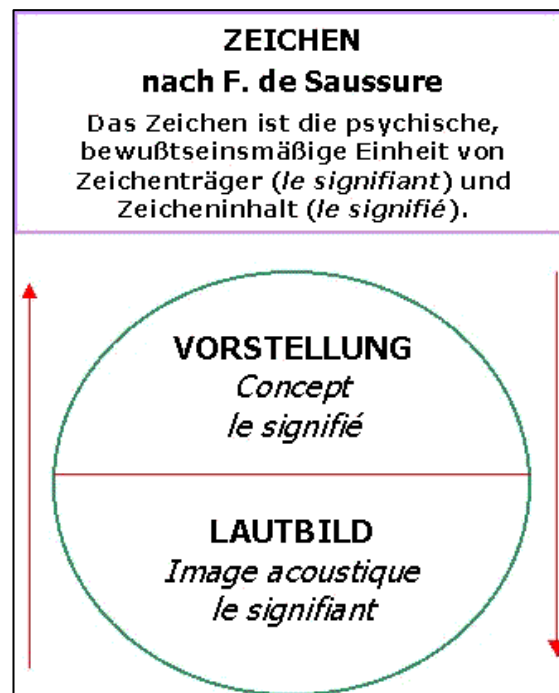 ZEICHEN
nach F. de Saussure
Das Zeichen ist die psychische,
bewußtseinsmäßige Einheit von
Zeichenträger (le signifiant) und
Zeicheninhalt (le signifié).
VORSTELLUNG
Concept
le signifié
LAUTBILD
Image acoustique
le signifiant